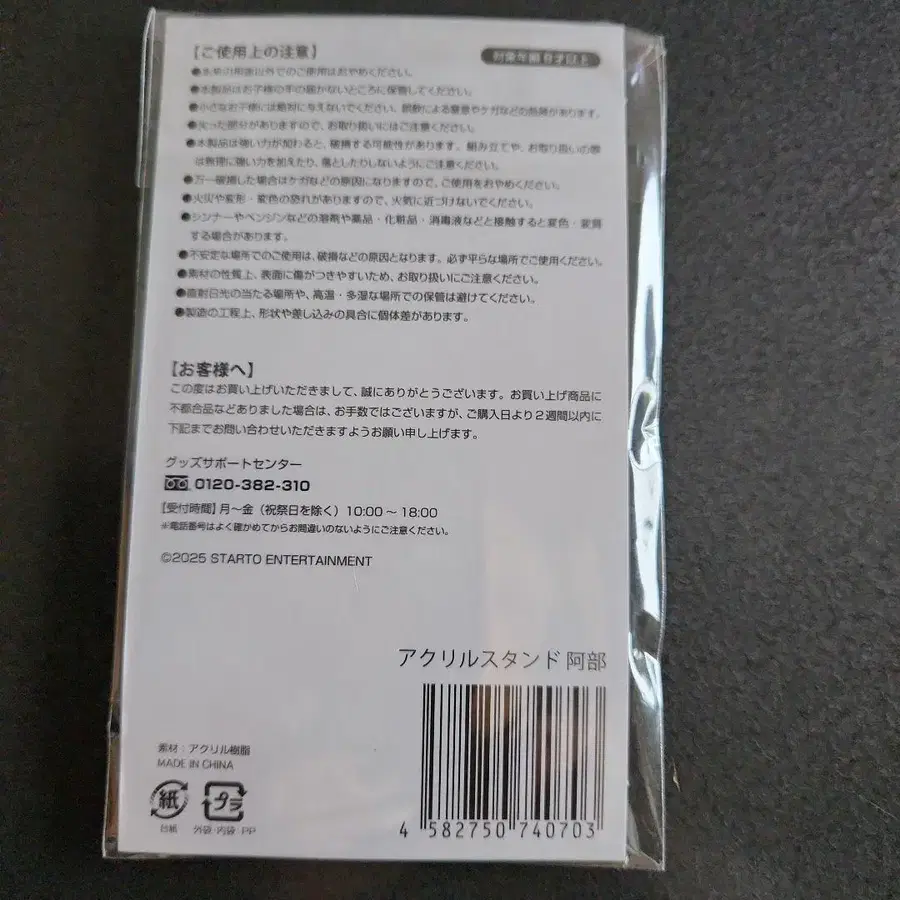 【ご使用上の注意】
対象年齢6才以上
●本来の用途以外でのご使用はおやめください。
●本製品はお子様の手の届かないところに保管してください。
●小さなお子様には絶対に与えないでください。誤飲による窒息やケガなどの危険があります。
●尖った部分がありますので、お取り扱いにはご注意ください。
●本製品は強い力が加わると、破損する可能性があります。組み立てや、お取り扱いの際
は無理に強い力を加えたり、落としたりしないようにご注意ください。
●万一破損した場合はケガなどの原因になりますので、ご使用をおやめください。
●火災や変形・変色の恐れがありますので、火気に近づけないでください。
●シンナーやベンジンなどの溶剤や薬品・化粧品・消毒液などと接触すると変色・変質
する場合があります。
●不安定な場所でのご使用は、破損などの原因となります。必ず平らな場所でご使用ください。
●素材の性質上、表面に傷がつきやすいため、お取り扱いにご注意ください。
●直射日光の当たる場所や、高温・多湿な場所での保管は避けてください。
●製造の工程上、形状や差し込みの具合に個体差があります。
【お客様へ】
この度はお買い上げいただきまして、誠にありがとうございます。お買い上げ商品に
不都合品などありました場合は、お手数ではございますが、ご購入日より2週間以内に
下記までお問い合わせいただきますようお願い申し上げます。
グッズサポートセンター
0120-382-310
【受付時間】月～金（祝祭日を除く）10:00～18:00
※電話番号はよく確かめてからお間違いのないようにご注意ください。
©2025 STARTO ENTERTAINMENT
アクリルスタンド 阿部
素材：アクリル樹脂
MADE IN CHINA
紙 プラ
台紙 外袋・内袋：PP
4 582750 740703